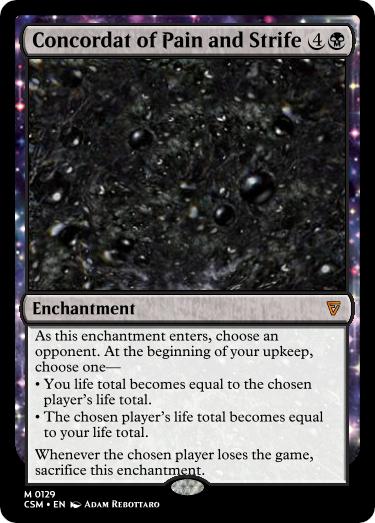 Concordat of Pain and Strife 4
Enchantment
As this enchantment enters, choose an
opponent. At the beginning of your upkeep,
choose one—
• You life total becomes equal to the chosen
player's life total.
• The chosen player's life total becomes equal
to your life total.
Whenever the chosen player loses the game,
sacrifice this enchantment.
M 0129
CSM • EN Adam Rebottaro